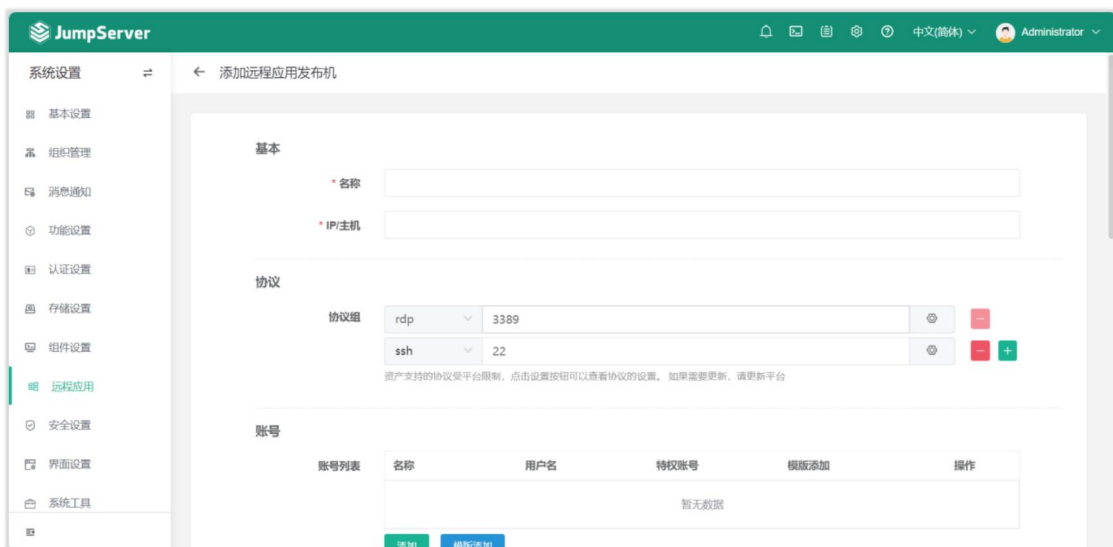 JumpServer
中文(简体)
Administrator
系统设置
添加远程应用发布机
基本设置
组织管理
消息通知
功能设置
认证设置
存储设置
组件设置
远程应用
安全设置
界面设置
系统工具
基本
* 名称
* IP/主机
协议
协议组
rdp 3389
ssh 22
资产支持的协议受平台限制，点击设置按钮可以查看协议的设置。 如果需要更新，请更新平台
账号
账号列表
名称 用户名 特权账号 模版添加 操作
暂无数据
添加 模版添加